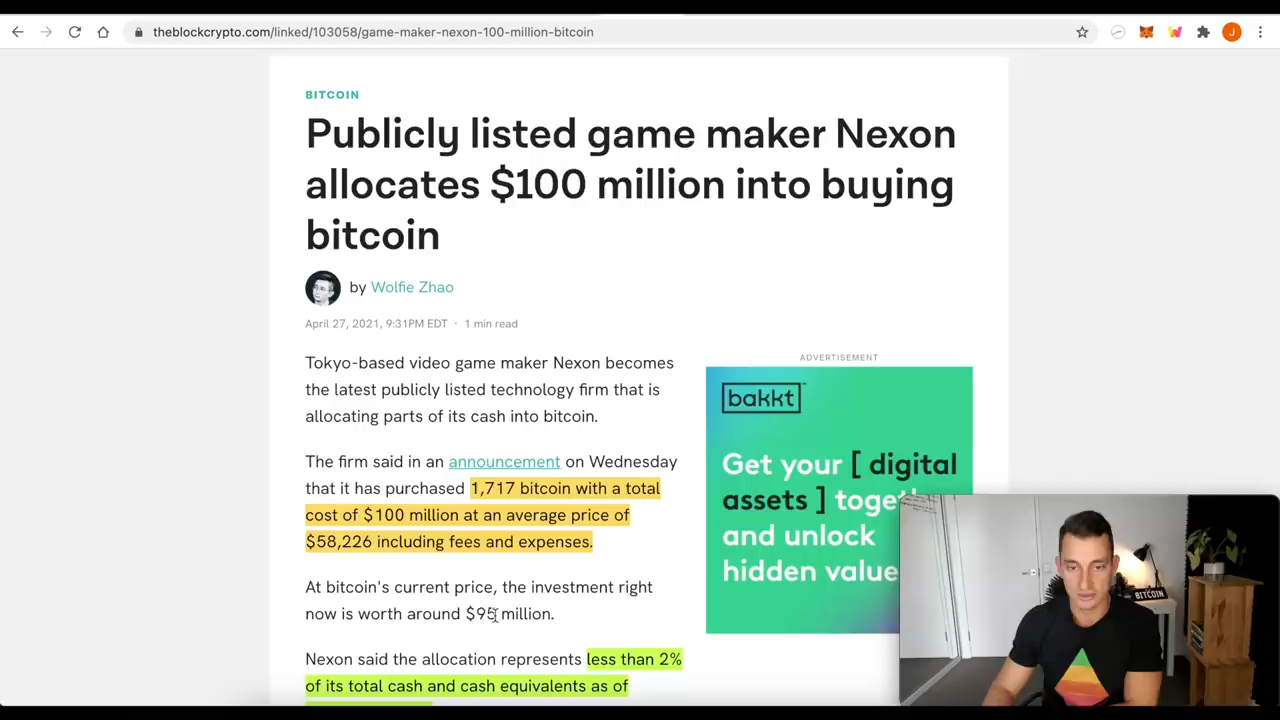 theblockcrypto.com/linked/103058/game-maker-nexon-100-million-bitcoin
J
BITCOIN
Publicly listed game maker Nexon
allocates $100 million into buying
bitcoin
by Wolfie Zhao
April 27, 2021, 9:31PM EDT · 1 min read
Tokyo-based video game maker Nexon becomes
the latest publicly listed technology firm that is
allocating parts of its cash into bitcoin.
The firm said in an announcement on Wednesday
that it has purchased 1,717 bitcoin with a total
cost of $100 million at an average price of
$58,226 including fees and expenses.
At bitcoin's current price, the investment right
now is worth around $95 million.
Nexon said the allocation represents less than 2%
of its total cash and cash equivalents as of
ADVERTISEMENT
bakkt
Get your [ digital
assets ] toge
and unlock
hidden value
BITCOIN